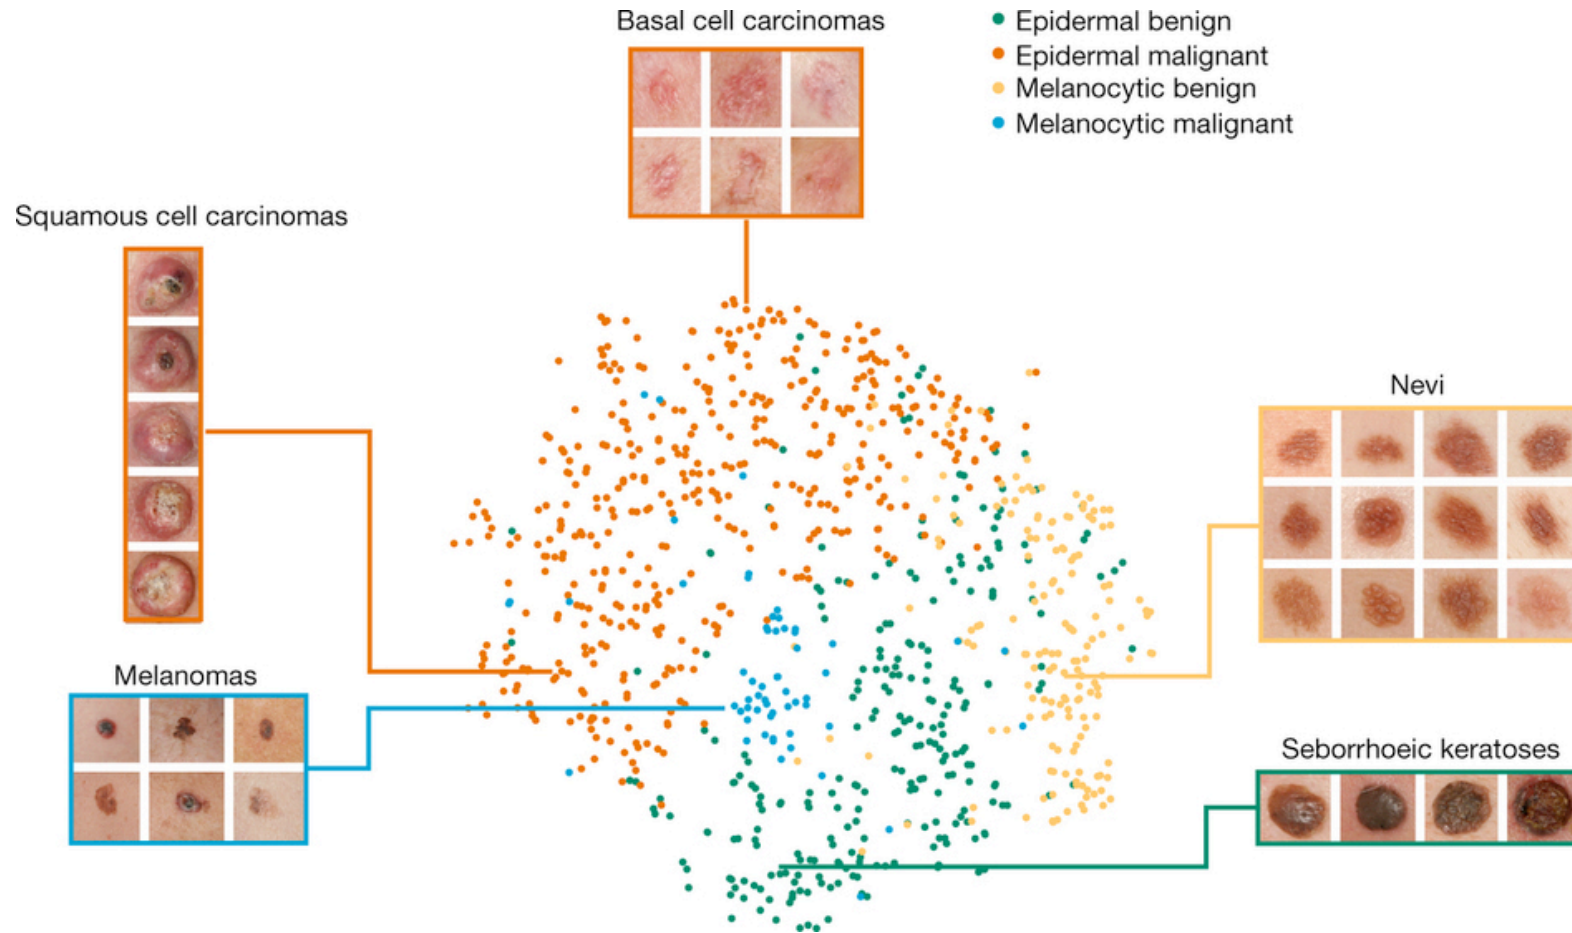 Basal cell carcinomas
Epidermal benign
Epidermal malignant
Melanocytic benign
Melanocytic malignant
Squamous cell carcinomas
Nevi
Melanomas
Seborrhoeic keratoses